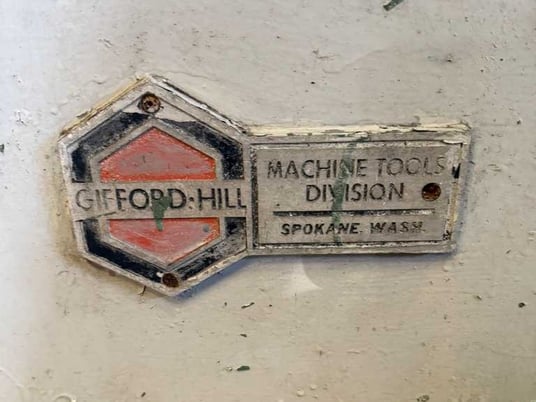 GIFFORD-HILL
MACHINE TOOLS
DIVISION
SPOKANE, WASH.